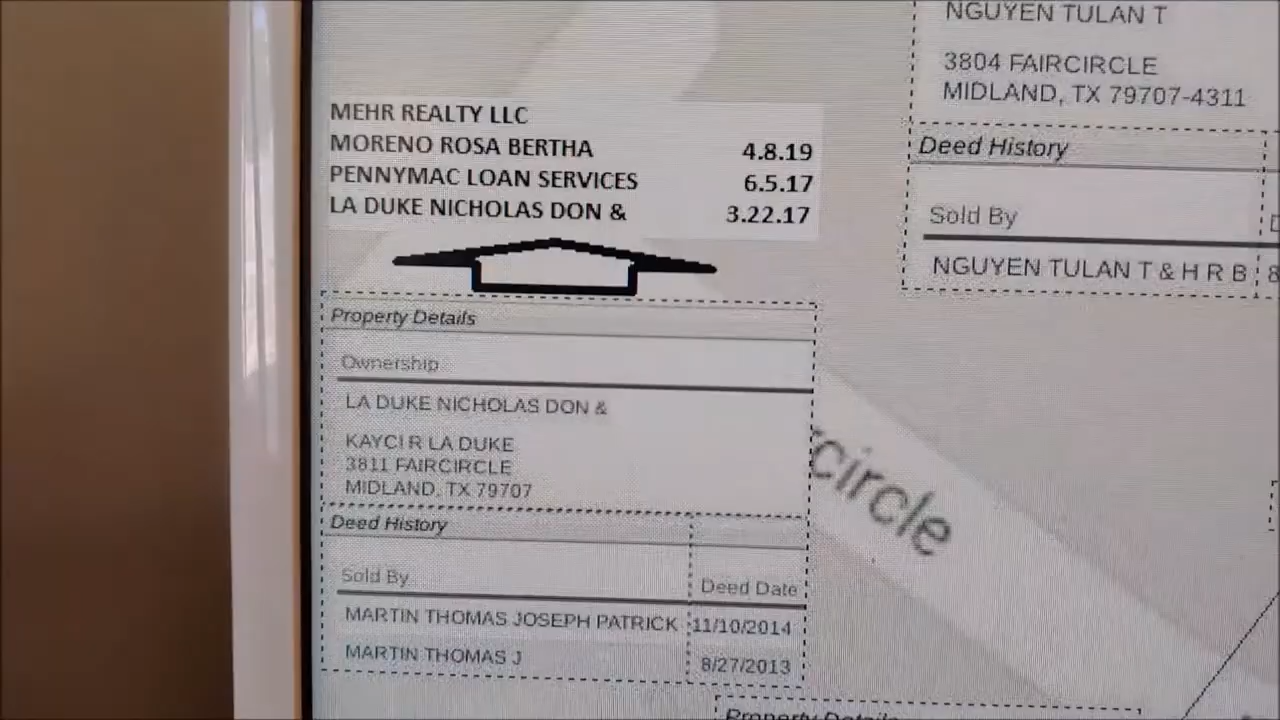 NGUYEN TULAN T
3804 FAIRCIRCLE
MIDLAND, TX 79707-4311
Deed History
Sold By
NGUYEN TULAN T & H R B
MEHR REALTY LLC
MORENO ROSA BERTHA 4.8.19
PENNYMAC LOAN SERVICES 6.5.17
LA DUKE NICHOLAS DON & 3.22.17
Property Details
Ownership
LA DUKE NICHOLAS DON &
KAYCI R LA DUKE
3811 FAIRCIRCLE
MIDLAND, TX 79707
Deed History
Sold By Deed Date
MARTIN THOMAS JOSEPH PATRICK 11/10/2014
MARTIN THOMAS J 8/27/2013
rcircle
Property Details